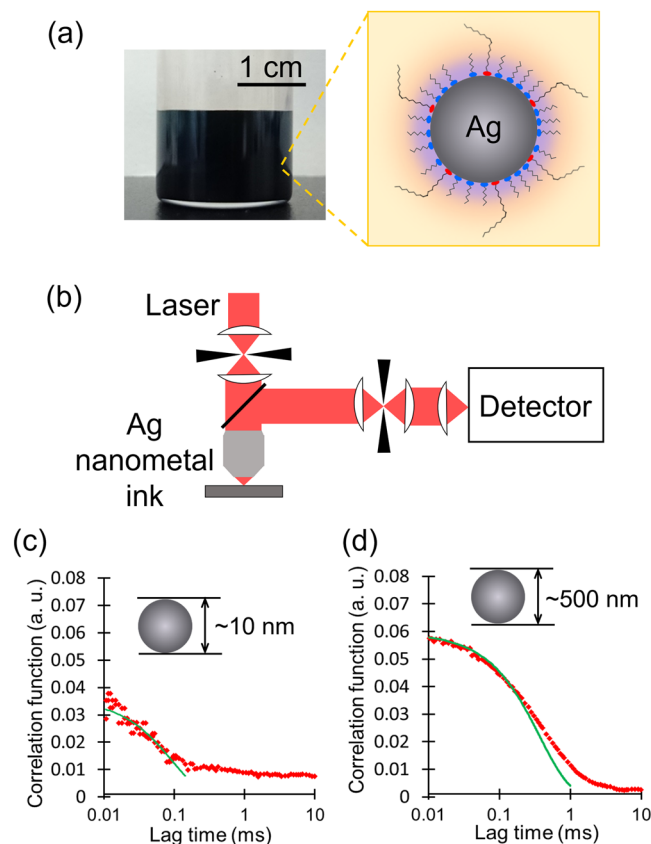 (a)
1 cm
Ag
(b)
Laser
Ag
nanometal
ink
Detector
(c)
Correlation function (a. u.)
0.08
0.07
0.06
0.05
0.04
0.03
0.02
0.01
0
~10 nm
0.01 0.1 1 10
Lag time (ms)
(d)
Correlation function (a. u.)
0.08
0.07
0.06
0.05
0.04
0.03
0.02
0.01
0
~500 nm
0.01 0.1 1 10
Lag time (ms)